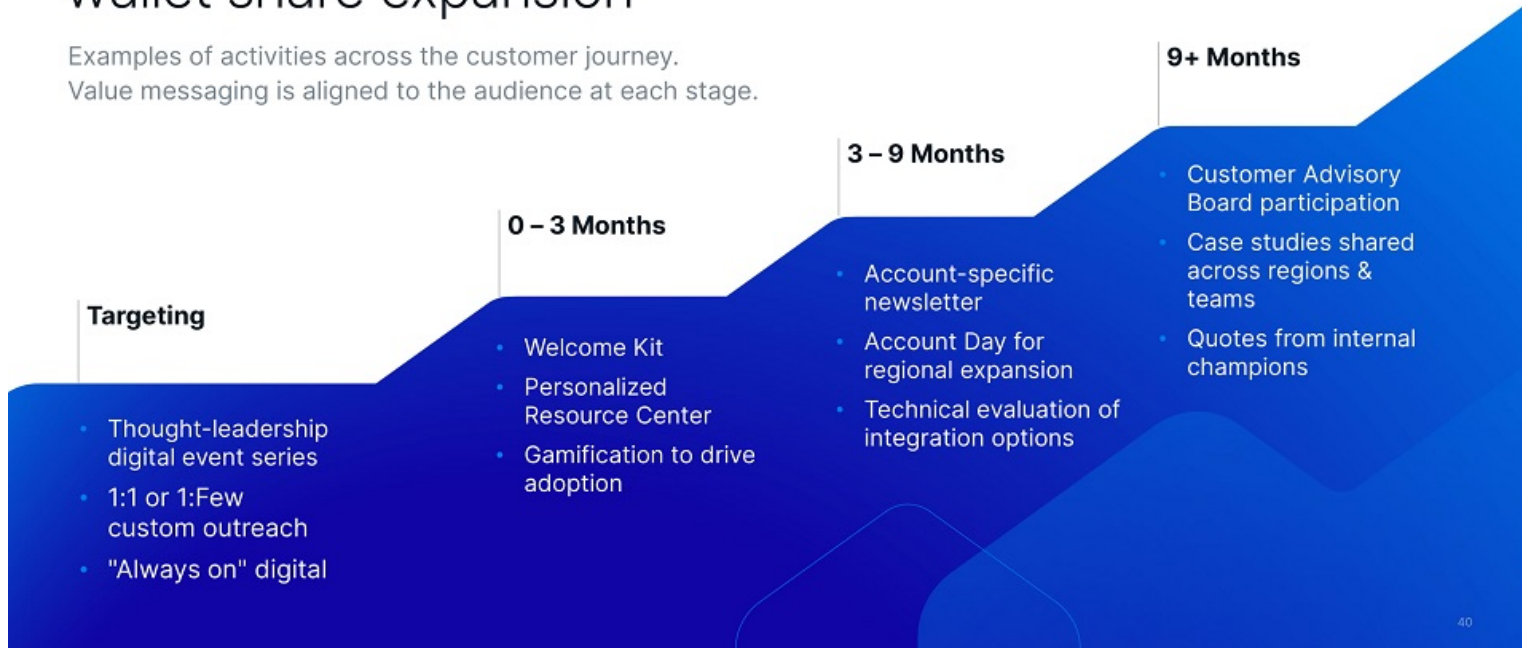 wallet share expansion
Examples of activities across the customer journey.
Value messaging is aligned to the audience at each stage.
Targeting
• Thought-leadership
digital event series
• 1:1 or 1:Few
custom outreach
• "Always on" digital
0 – 3 Months
• Welcome Kit
• Personalized
Resource Center
• Gamification to drive
adoption
3 – 9 Months
• Account-specific
newsletter
• Account Day for
regional expansion
• Technical evaluation of
integration options
9+ Months
• Customer Advisory
Board participation
• Case studies shared
across regions &
teams
• Quotes from internal
champions
40